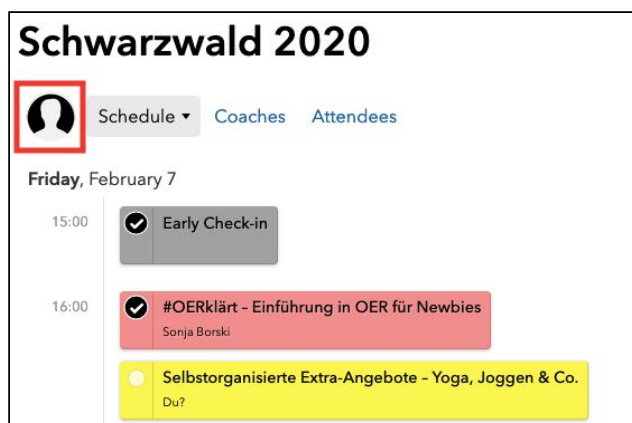 Schwarzwald 2020
Schedule ▾ Coaches Attendees
Friday, February 7
15:00 Early Check-in
16:00 #OERklärt – Einführung in OER für Newbies
Sonja Borski
Selbstorganisierte Extra-Angebote – Yoga, Joggen & Co.
Du?